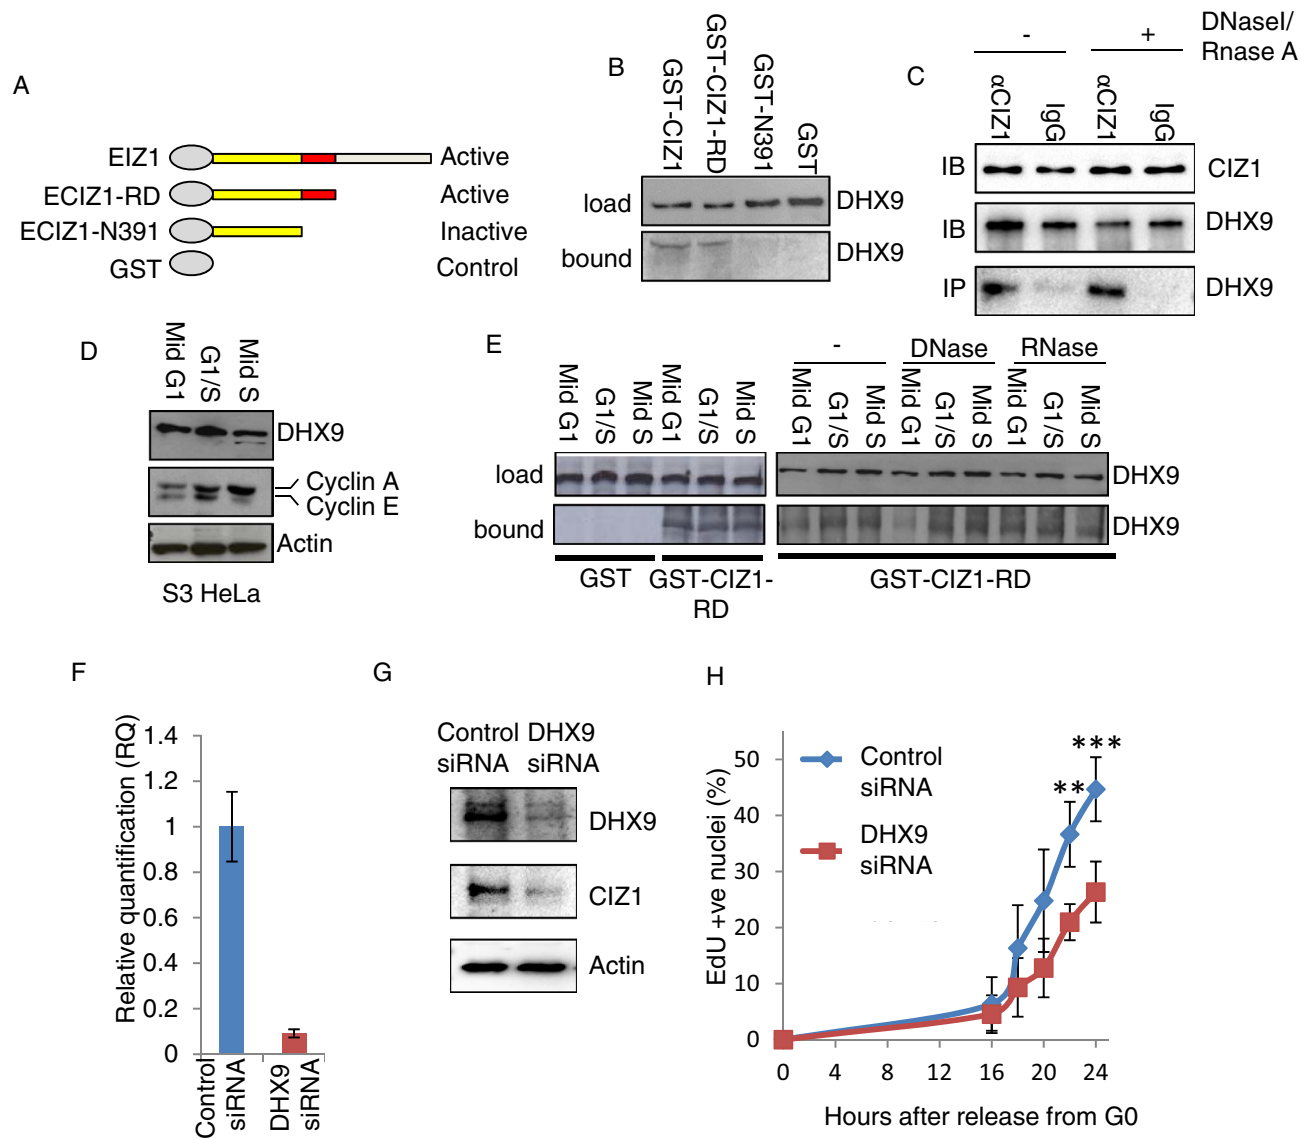 A
EIZ1 Active
ECIZ1-RD Active
ECIZ1-N391 Inactive
GST Control
B
GST-CIZ1
GST-CIZ1-RD
GST-N391
GST
load DHX9
bound DHX9
C
- + DNaseI/
Rnase A
αCIZ1 IgG αCIZ1 IgG
IB CIZ1
IB DHX9
IP DHX9
D
Mid G1 G1/S Mid S
DHX9
Cyclin A
Cyclin E
Actin
S3 HeLa
E
- DNase RNase
Mid G1 G1/S Mid S Mid G1 G1/S Mid S Mid G1 G1/S Mid S Mid G1 G1/S Mid S Mid G1 G1/S Mid S
load DHX9
bound DHX9
GST GST-CIZ1-
RD
GST-CIZ1-RD
F
Relative quantification (RQ)
1.4
1.2
1
0.8
0.6
0.4
0.2
0
Control
siRNA
DHX9
siRNA
G
Control DHX9
siRNA siRNA
DHX9
CIZ1
Actin
H
EdU +ve nuclei (%)
50
40
30
20
10
0
Control
siRNA
DHX9
siRNA
**
***
0 4 8 12 16 20 24
Hours after release from G0